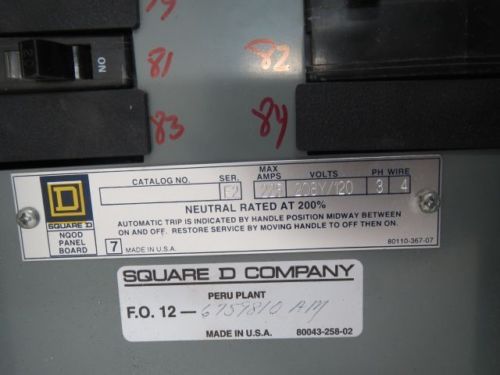 79
81 82
83 84
ON
CATALOG NO. SER. MAX AMPS VOLTS PH WIRE
E2 225 208Y/120 3 4
NEUTRAL RATED AT 200%
AUTOMATIC TRIP IS INDICATED BY HANDLE POSITION MIDWAY BETWEEN
ON AND OFF. RESTORE SERVICE BY MOVING HANDLE TO OFF THEN ON.
D
SQUARE D
NQOD
PANEL
BOARD
7 MADE IN U.S.A.
80110-367-07
SQUARE D COMPANY
PERU PLANT
F.O. 12 — 6759810 AM
MADE IN U.S.A. 80043-258-02